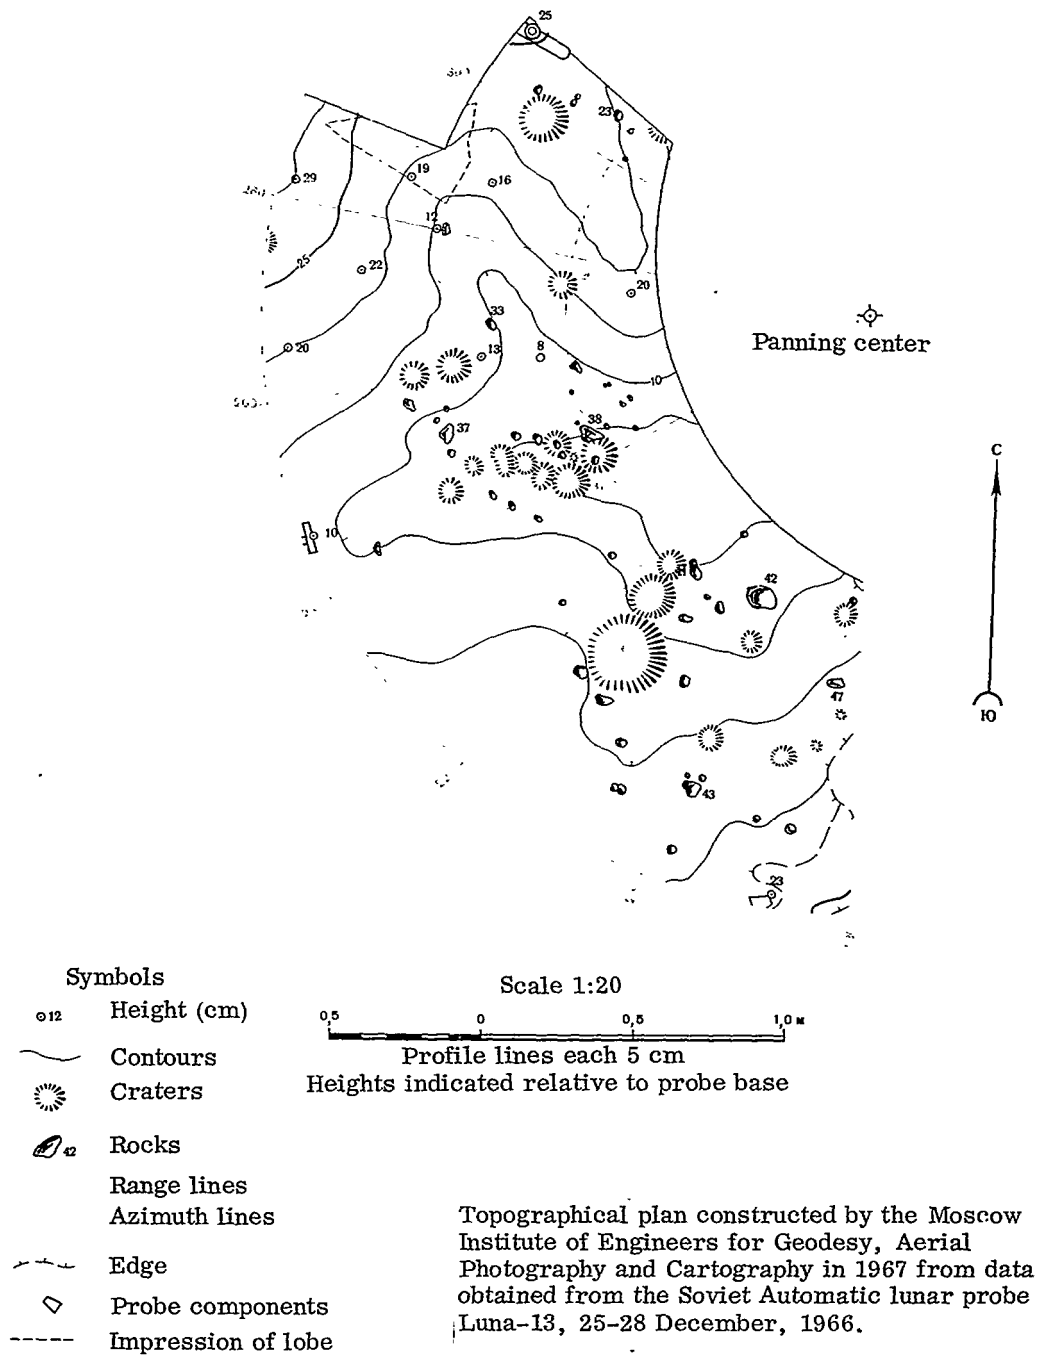 25
23
29
19
16
12
25
22
20
20
33
13
8
10
38
37
10
42
47
43
23
Panning center
С
Ю
Symbols
12 Height (cm)
Contours
Craters
42 Rocks
Range lines
Azimuth lines
Edge
Probe components
Impression of lobe
Scale 1:20
0,5 0 0,5 1,0 м
Profile lines each 5 cm
Heights indicated relative to probe base
Topographical plan constructed by the Moscow
Institute of Engineers for Geodesy, Aerial
Photography and Cartography in 1967 from data
obtained from the Soviet Automatic lunar probe
Luna-13, 25-28 December, 1966.